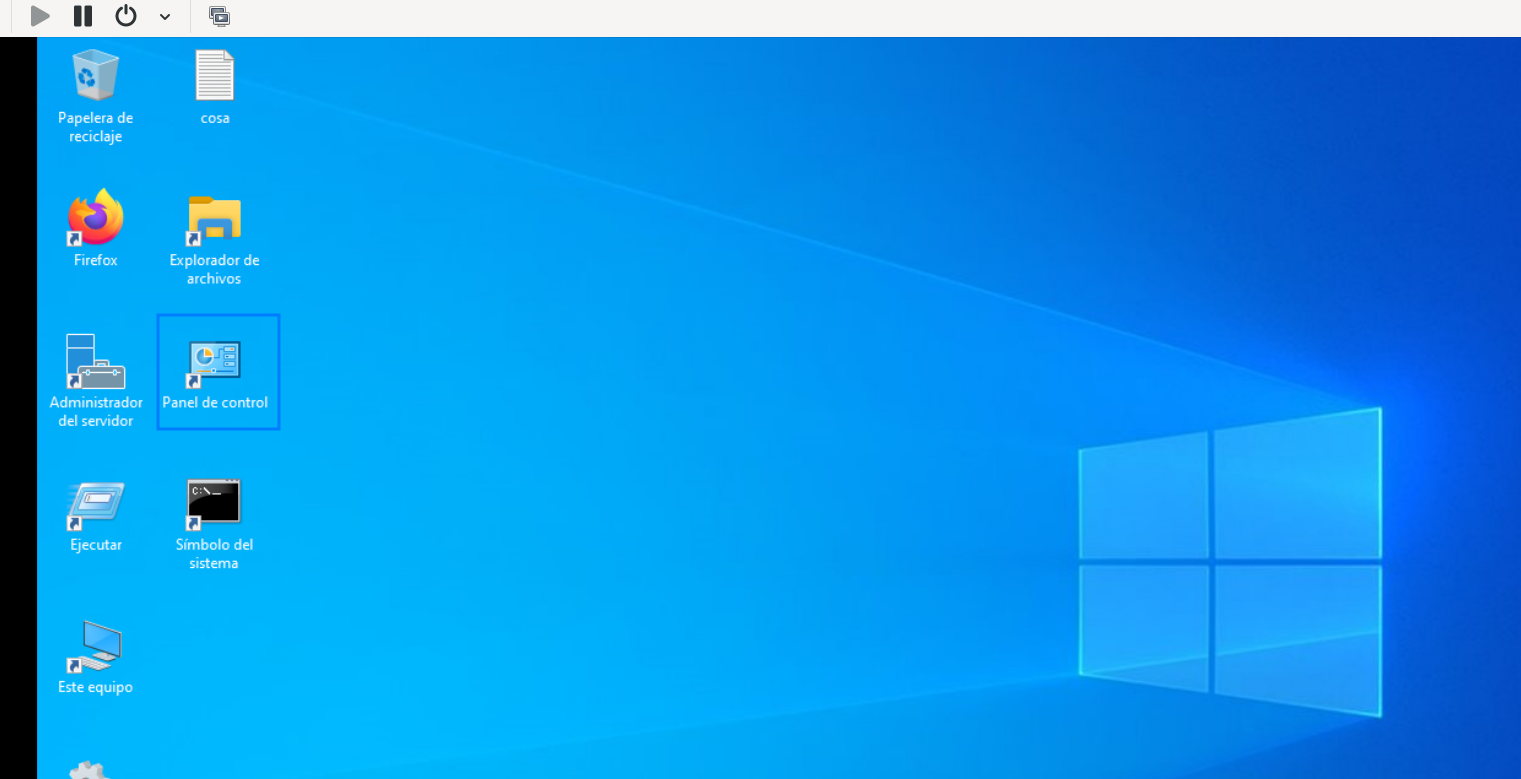 Papelera de
reciclaje
cosa
Firefox
Explorador de
archivos
Administrador
del servidor
Panel de control
Ejecutar
C:\_
Símbolo del
sistema
Este equipo